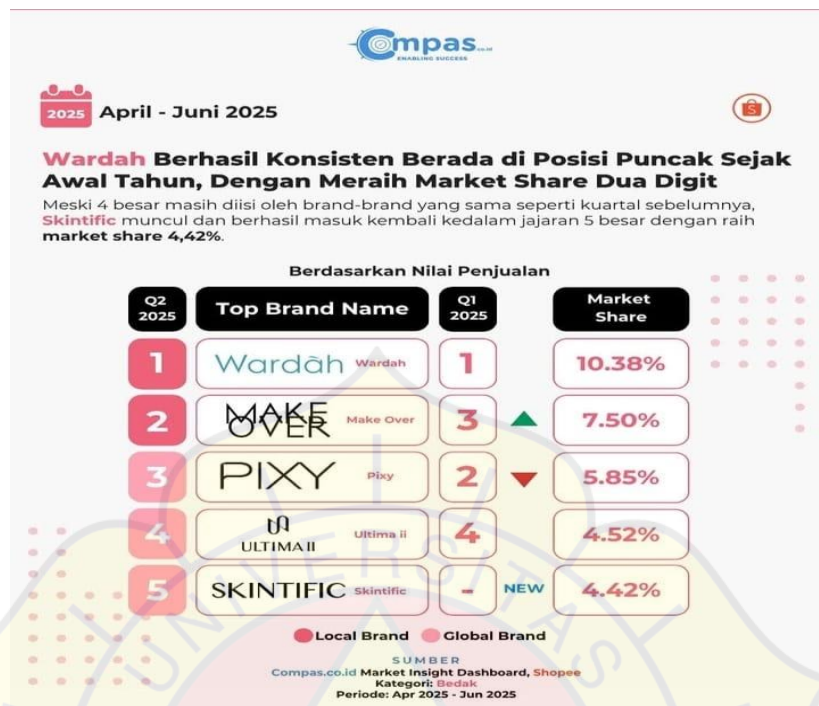 Compas.co.id
ENABLING SUCCESS
2025 April - Juni 2025
Wardah Berhasil Konsisten Berada di Posisi Puncak Sejak
Awal Tahun, Dengan Meraih Market Share Dua Digit
Meski 4 besar masih diisi oleh brand-brand yang sama seperti kuartal sebelumnya,
Skintific muncul dan berhasil masuk kembali kedalam jajaran 5 besar dengan raih
market share 4,42%.
Berdasarkan Nilai Penjualan
Q2 2025 Top Brand Name Q1 2025 Market Share
1 Wardah Wardah 1 10.38%
2 MAKE OVER Make Over 3 7.50%
3 PIXY Pixy 2 5.85%
4 ULTIMA II Ultima ii 4 4.52%
5 SKINTIFIC Skintific - NEW 4.42%
Local Brand Global Brand
SUMBER
Compas.co.id Market Insight Dashboard, Shopee
Kategori: Bedak
Periode: Apr 2025 - Jun 2025
UNIVERSITAS